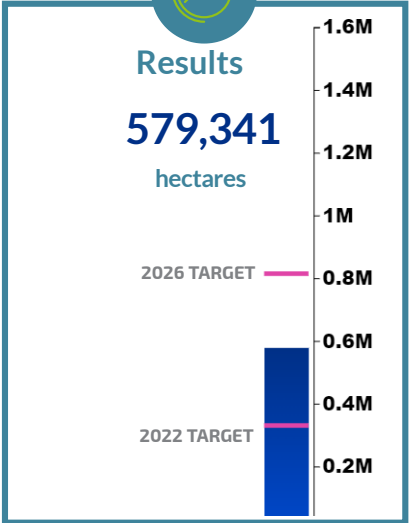 Results
579,341
hectares
1.6M
1.4M
1.2M
1M
2026 TARGET
0.8M
0.6M
0.4M
2022 TARGET
0.2M